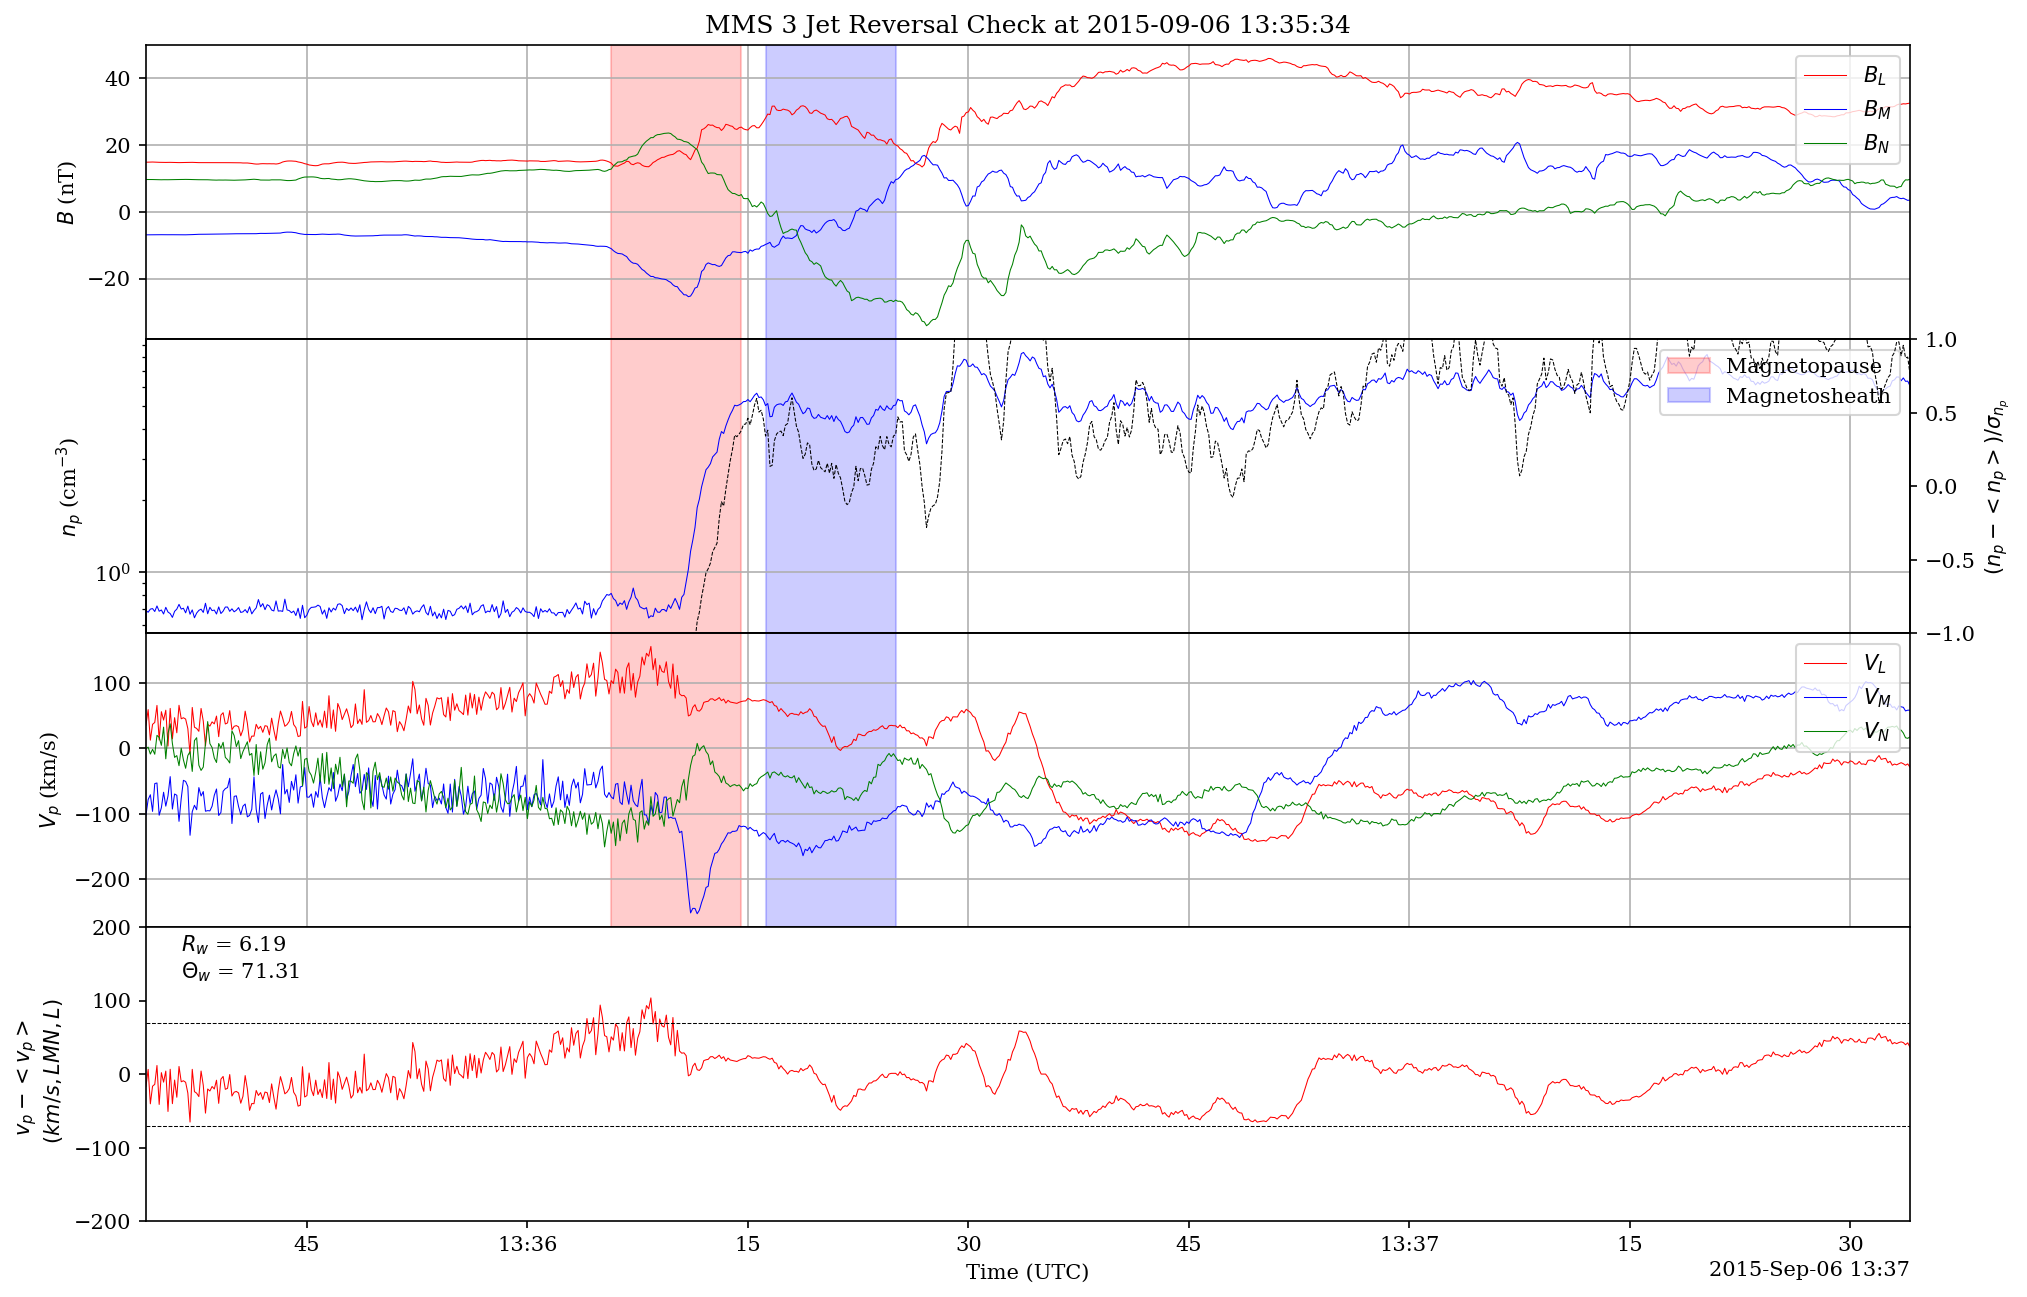 MMS 3 Jet Reversal Check at 2015-09-06 13:35:34
B (nT)
40
20
0
−20
B_L
B_M
B_N
n_p (cm⁻³)
10⁰
Magnetopause
Magnetosheath
1.0
0.5
0.0
−0.5
−1.0
(n_p − < n_p >)/σ_{n_p}
V_p (km/s)
100
0
−100
−200
V_L
V_M
V_N
v_p − < v_p >
(km/s, LMN, L)
200
100
0
−100
−200
R_w = 6.19
Θ_w = 71.31
45 13:36 15 30 45 13:37 15 30
Time (UTC)
2015-Sep-06 13:37